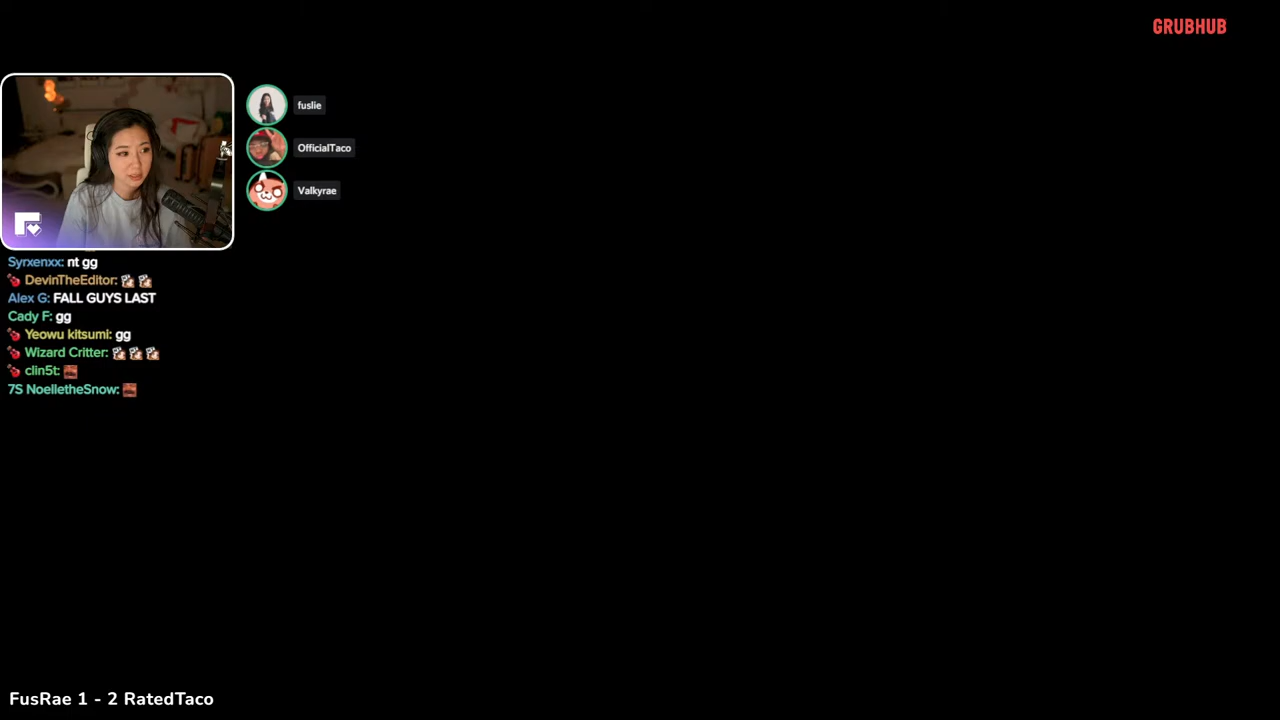 GRUBHUB
fuslie
OfficialTaco
Valkyrae
Syrxenxx: nt gg
DevinTheEditor:
Alex G: FALL GUYS LAST
Cady F: gg
Yeowu kitsumi: gg
Wizard Critter:
clin5t:
7S NoelletheSnow:
FusRae 1 - 2 RatedTaco